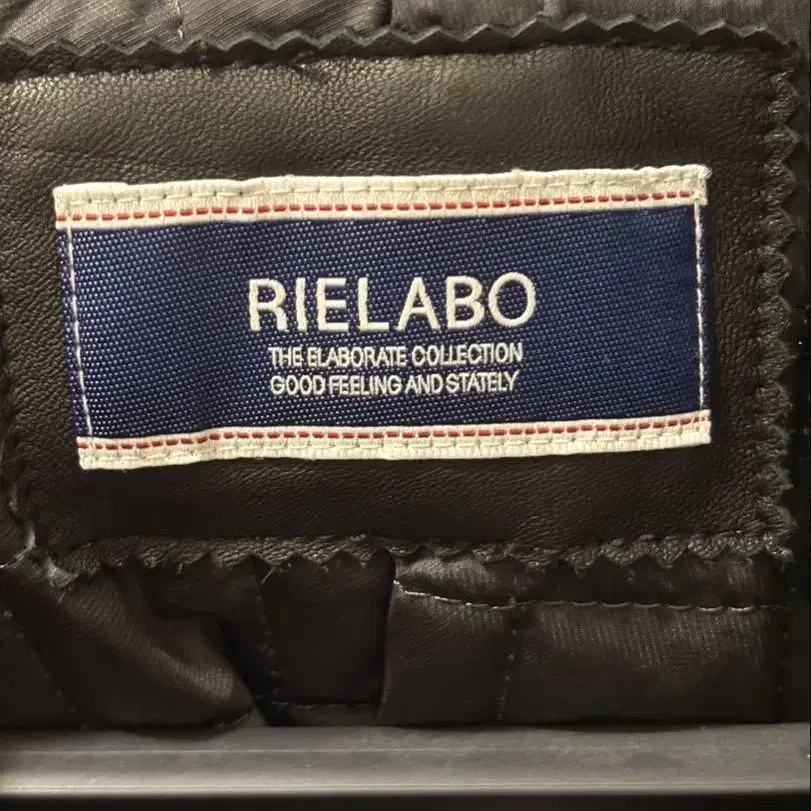 RIELABO
THE ELABORATE COLLECTION
GOOD FEELING AND STATELY